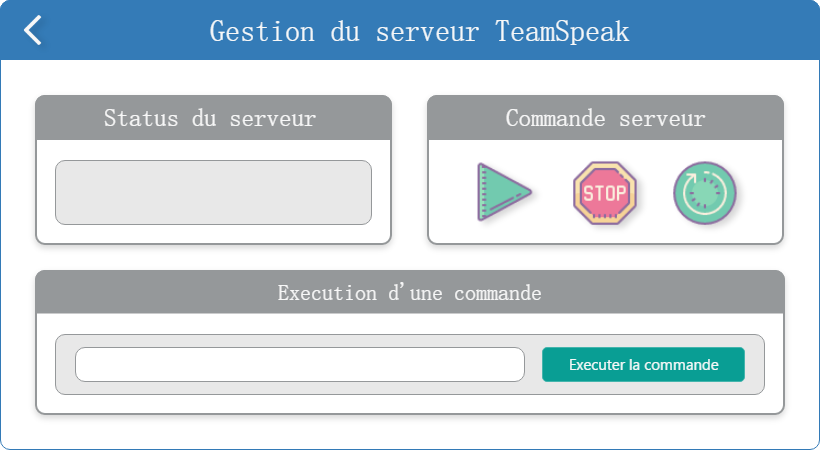 Gestion du serveur TeamSpeak
Status du serveur
Commande serveur
STOP
Execution d'une commande
Executer la commande